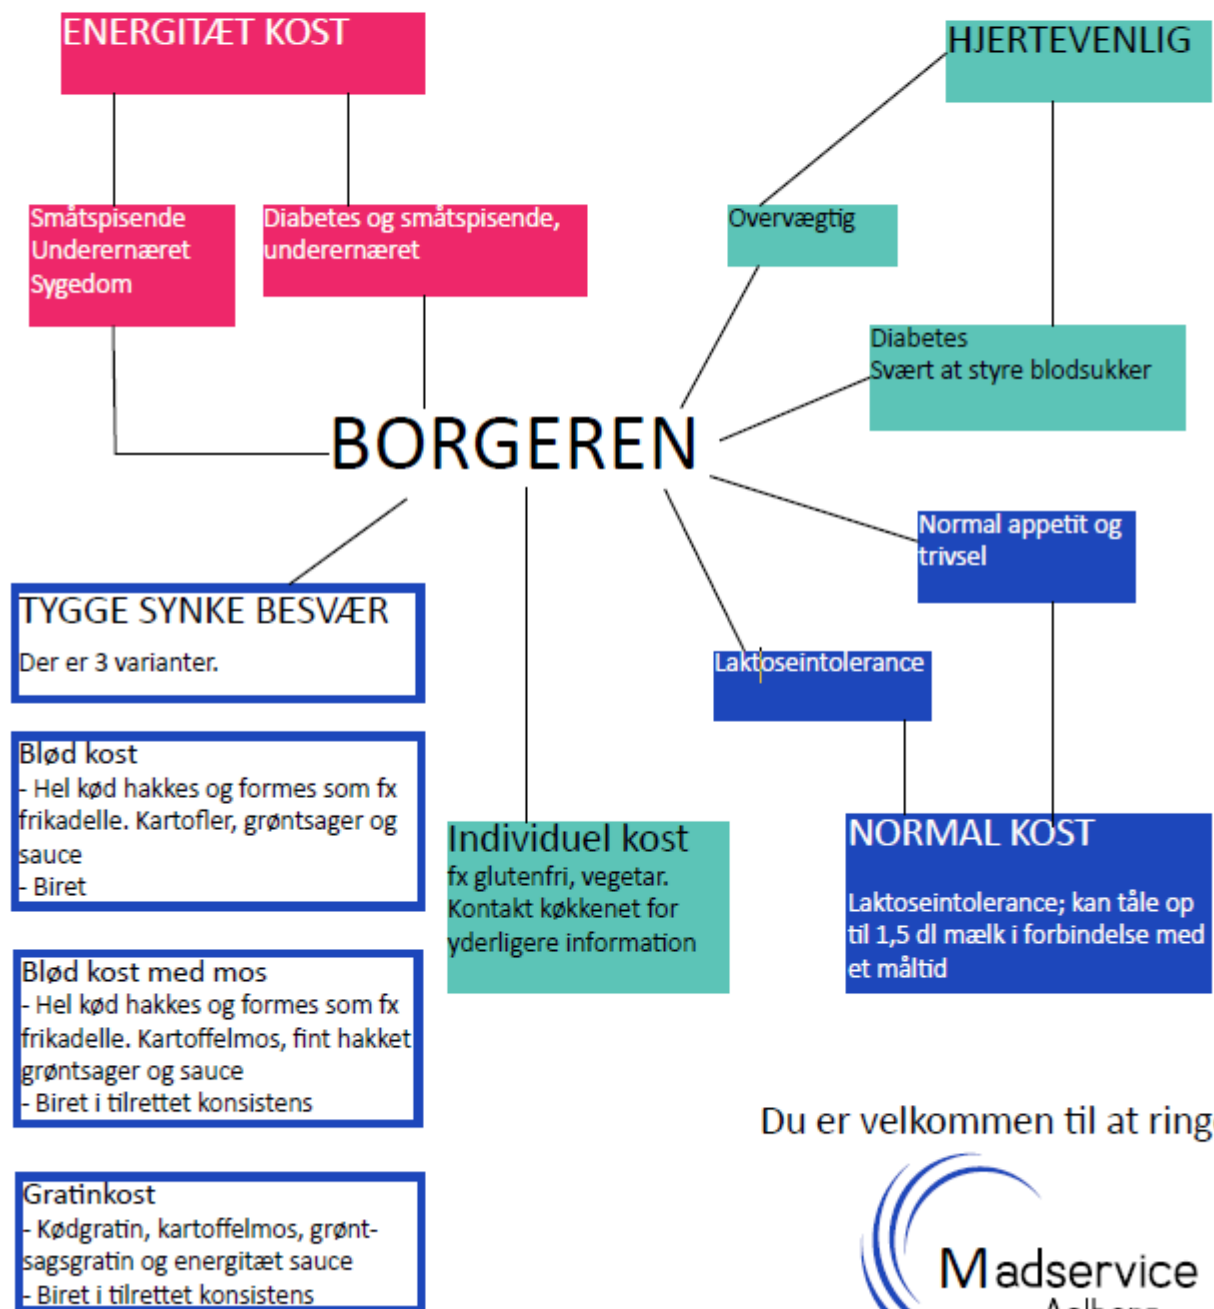 ENERGITÆT KOST
HJERTEVENLIG
Småtspisende
Underernæret
Sygedom
Diabetes og småtspisende,
underernæret
Overvægtig
Diabetes
Svært at styre blodsukker
BORGEREN
Normal appetit og
trivsel
Laktoseintolerance
TYGGE SYNKE BESVÆR
Der er 3 varianter.
Blød kost
- Hel kød hakkes og formes som fx
frikadelle. Kartofler, grøntsager og
sauce
- Biret
Individuel kost
fx glutenfri, vegetar.
Kontakt køkkenet for
yderligere information
NORMAL KOST
Laktoseintolerance; kan tåle op
til 1,5 dl mælk i forbindelse med
et måltid
Blød kost med mos
- Hel kød hakkes og formes som fx
frikadelle. Kartoffelmos, fint hakket
grøntsager og sauce
- Biret i tilrettet konsistens
Gratinkost
- Kødgratin, kartoffelmos, grønt-
sagsgratin og energitæt sauce
- Biret i tilrettet konsistens
Du er velkommen til at ring
Madservice